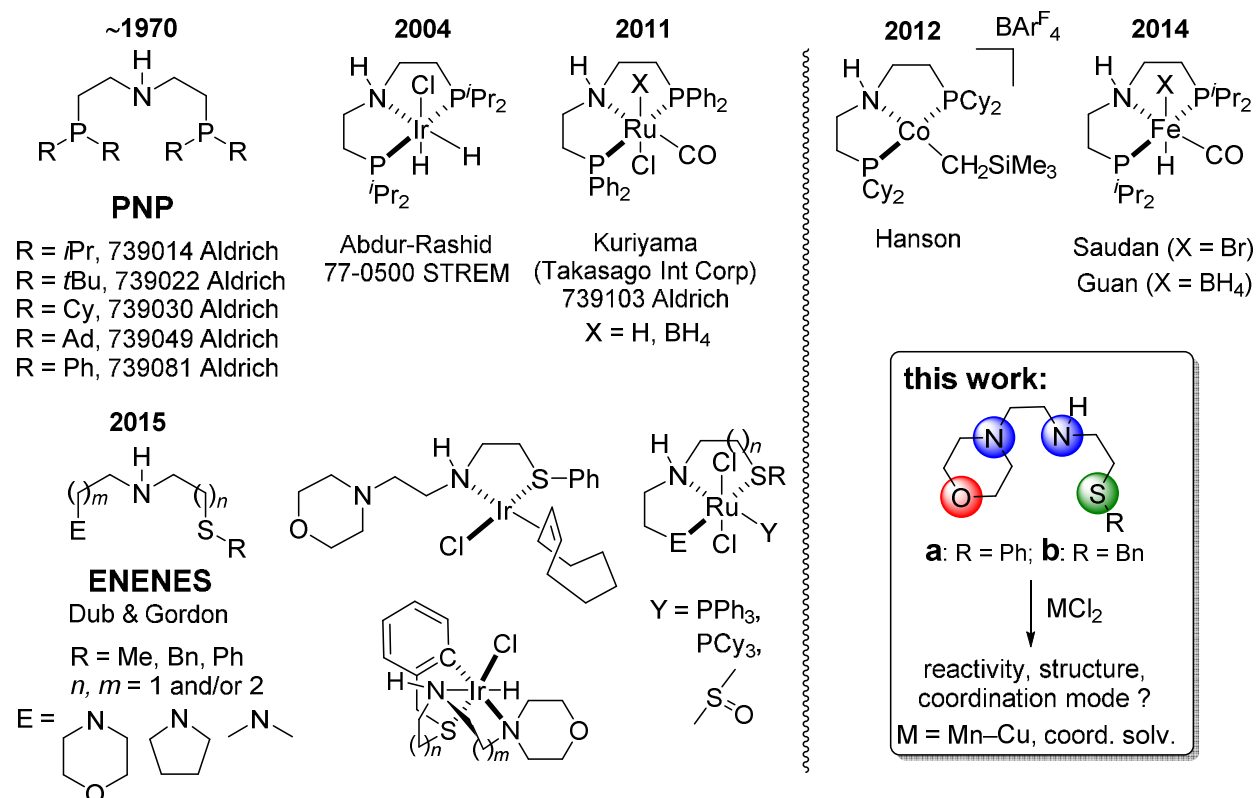 ~1970
H
N
P
P
R
R
R
R
PNP
R = iPr, 739014 Aldrich
R = tBu, 739022 Aldrich
R = Cy, 739030 Aldrich
R = Ad, 739049 Aldrich
R = Ph, 739081 Aldrich
2004
H
Cl
N
PiPr2
Ir
H
H
P
iPr2
Abdur-Rashid
77-0500 STREM
2011
H
X
N
PPh2
Ru
CO
Cl
P
Ph2
Kuriyama
(Takasago Int Corp)
739103 Aldrich
X = H, BH4
2012
BArF4
H
N
PCy2
Co
CH2SiMe3
P
Cy2
Hanson
2014
H
X
N
PiPr2
Fe
CO
H
P
iPr2
Saudan (X = Br)
Guan (X = BH4)
2015
H
N
( )m
( )n
E
S
R
ENENES
Dub & Gordon
R = Me, Bn, Ph
n, m = 1 and/or 2
E =
N
O
N
N
H
N
N
S
Ph
O
Ir
Cl
C
Cl
H
N
Ir
H
S
N
O
( )n
( )m
H
( )n
Cl
N
SR
Ru
E
Cl
Y
Y = PPh3,
PCy3,
S
O
this work:
H
N
N
O
S
R
a: R = Ph; b: R = Bn
MCl2
reactivity, structure,
coordination mode ?
M = Mn–Cu, coord. solv.